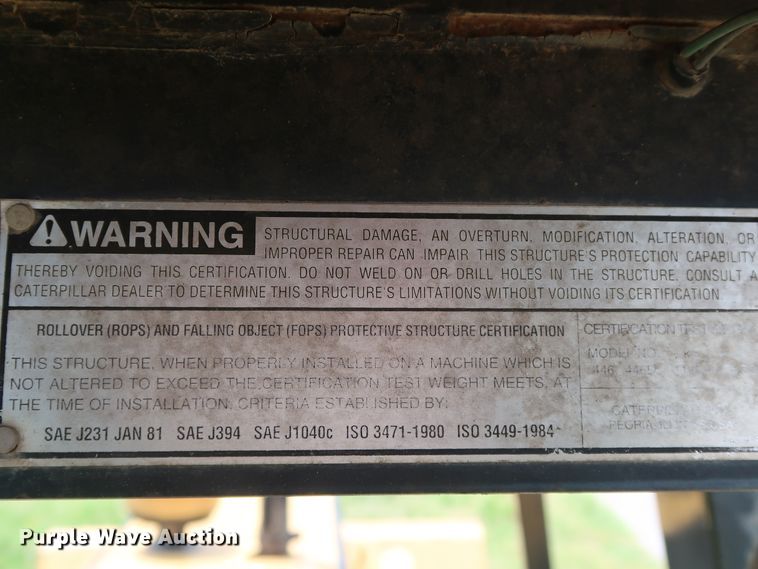 WARNING
STRUCTURAL DAMAGE, AN OVERTURN, MODIFICATION, ALTERATION, OR
IMPROPER REPAIR CAN IMPAIR THIS STRUCTURE'S PROTECTION CAPABILITY
THEREBY VOIDING THIS CERTIFICATION. DO NOT WELD ON OR DRILL HOLES IN THE STRUCTURE. CONSULT A
CATERPILLAR DEALER TO DETERMINE THIS STRUCTURE'S LIMITATIONS WITHOUT VOIDING ITS CERTIFICATION.
ROLLOVER (ROPS) AND FALLING OBJECT (FOPS) PROTECTIVE STRUCTURE CERTIFICATION
THIS STRUCTURE, WHEN PROPERLY INSTALLED ON A MACHINE WHICH IS
NOT ALTERED TO EXCEED THE CERTIFICATION TEST WEIGHT MEETS, AT
THE TIME OF INSTALLATION, CRITERIA ESTABLISHED BY:
SAE J231 JAN 81 SAE J394 SAE J1040c ISO 3471-1980 ISO 3449-1984
CERTIFICATION TEST
MODEL NO.
446
PEORIA
Purple Wave Auction